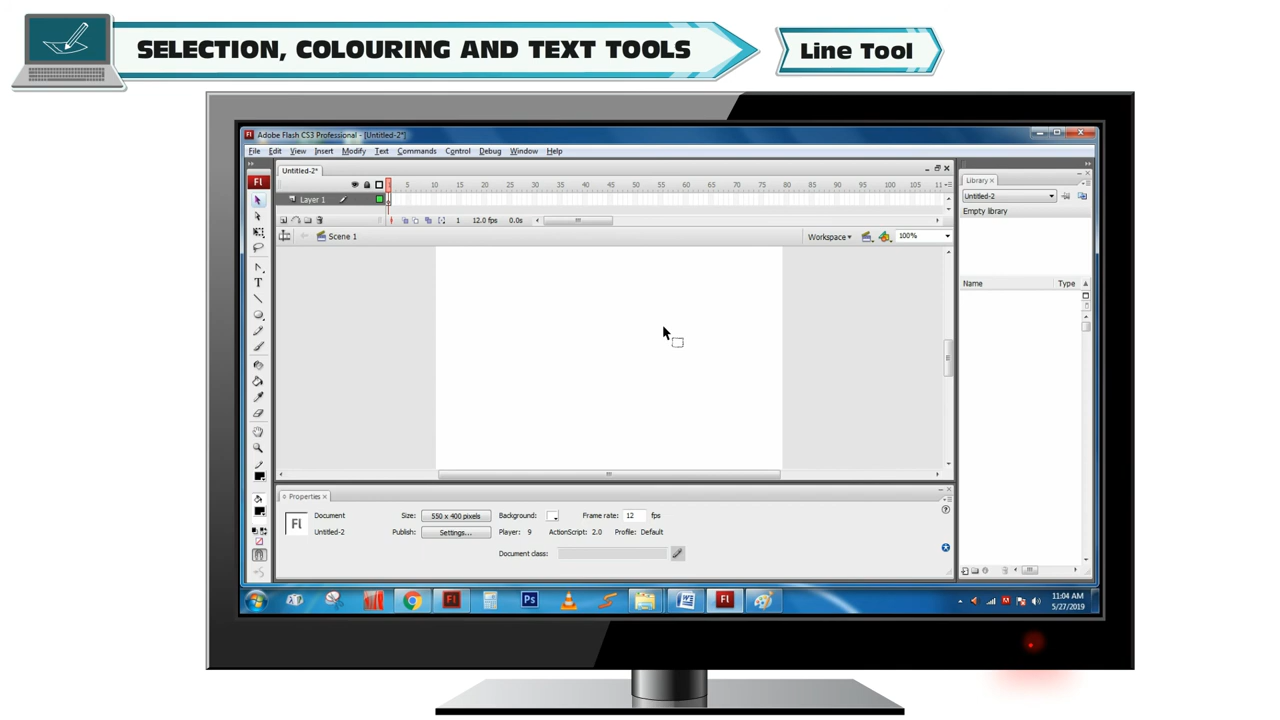 SELECTION, COLOURING AND TEXT TOOLS
Line Tool
Adobe Flash CS3 Professional - [Untitled-2*]
File Edit View Insert Modify Text Commands Control Debug Window Help
Untitled-2*
Library
5 10 15 20 25 30 35 40 45 50 55 60 65 70 75 80 85 90 95 100 105 11
Fl
Untitled-2
Layer 1
Empty library
1 12.0 fps 0.0s
Scene 1
Workspace
100%
T
Name Type
Properties
Fl
Document
Size:
550 x 400 pixels
Background:
Frame rate: 12 fps
Untitled-2
Publish:
Settings...
Player: 9
ActionScript: 2.0
Profile: Default
Document class:
Ps
Fl
11:04 AM
5/27/2019